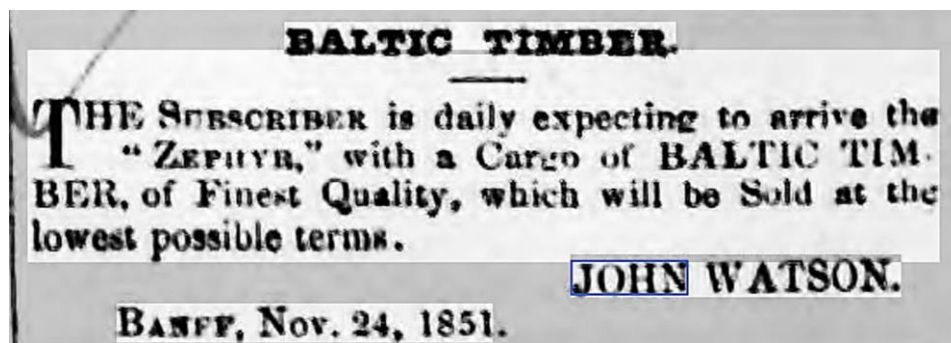 BALTIC TIMBER.
THE SUBSCRIBER is daily expecting to arrive the
"ZEPHYR," with a Cargo of BALTIC TIM-
BER, of Finest Quality, which will be Sold at the
lowest possible terms.
JOHN WATSON.
BANFF, Nov. 24, 1851.